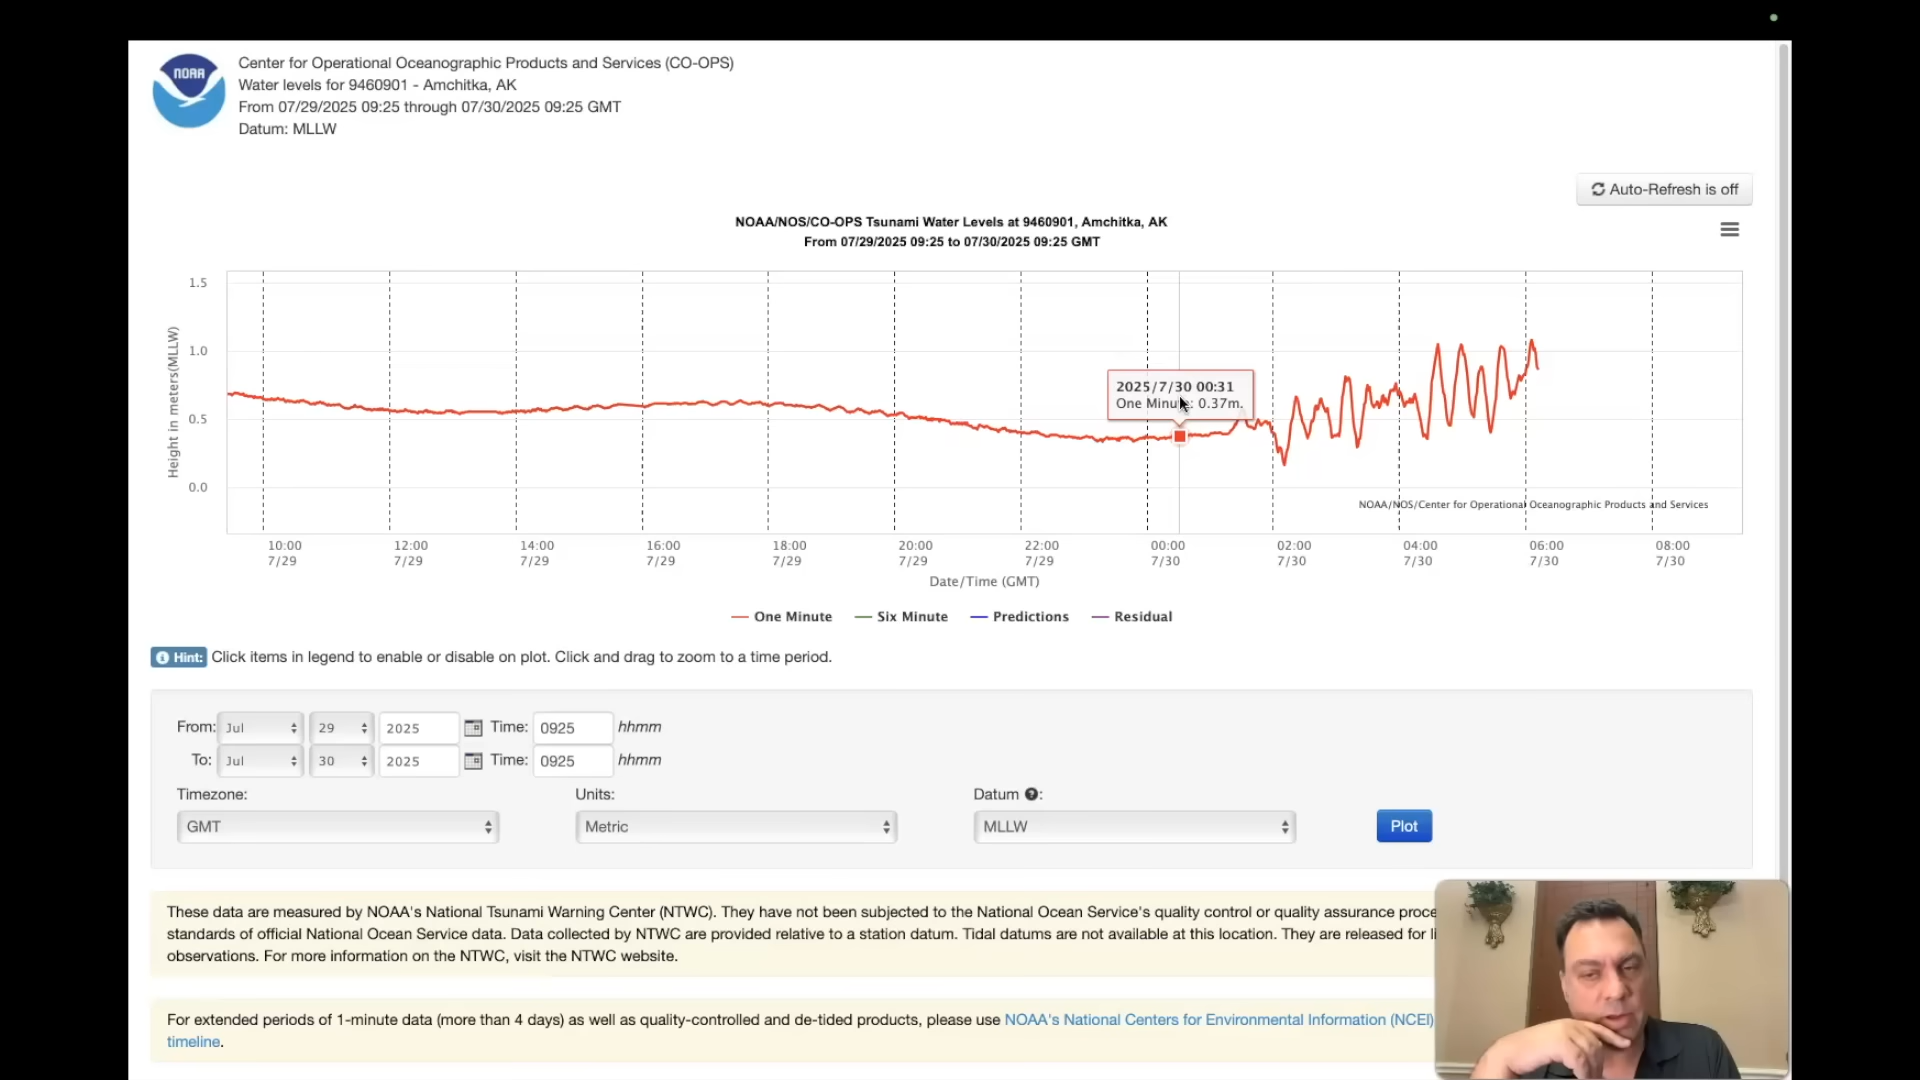 NOAA
Center for Operational Oceanographic Products and Services (CO-OPS)
Water levels for 9460901 - Amchitka, AK
From 07/29/2025 09:25 through 07/30/2025 09:25 GMT
Datum: MLLW
Auto-Refresh is off
NOAA/NOS/CO-OPS Tsunami Water Levels at 9460901, Amchitka, AK
From 07/29/2025 09:25 to 07/30/2025 09:25 GMT
Height in meters(MLLW)
1.5
1.0
0.5
0.0
2025/7/30 00:31
One Minute: 0.37m.
NOAA/NOS/Center for Operational Oceanographic Products and Services
10:00 12:00 14:00 16:00 18:00 20:00 22:00 00:00 02:00 04:00 06:00 08:00
7/29 7/29 7/29 7/29 7/29 7/29 7/29 7/30 7/30 7/30 7/30 7/30
Date/Time (GMT)
One Minute Six Minute Predictions Residual
Hint: Click items in legend to enable or disable on plot. Click and drag to zoom to a time period.
From: Jul 29 2025 Time: 0925 hhmm
To: Jul 30 2025 Time: 0925 hhmm
Timezone: Units: Datum ?:
GMT Metric MLLW Plot
These data are measured by NOAA's National Tsunami Warning Center (NTWC). They have not been subjected to the National Ocean Service's quality control or quality assurance proce
standards of official National Ocean Service data. Data collected by NTWC are provided relative to a station datum. Tidal datums are not available at this location. They are released for li
observations. For more information on the NTWC, visit the NTWC website.
For extended periods of 1-minute data (more than 4 days) as well as quality-controlled and de-tided products, please use NOAA's National Centers for Environmental Information (NCEI)
timeline.